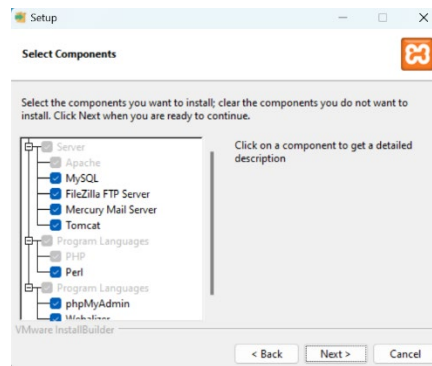 Setup
Select Components
Select the components you want to install; clear the components you do not want to
install. Click Next when you are ready to continue.
Server
Apache
MySQL
FileZilla FTP Server
Mercury Mail Server
Tomcat
Program Languages
PHP
Perl
Program Languages
phpMyAdmin
Webalizer
Click on a component to get a detailed
description
VMware InstallBuilder
< Back
Next >
Cancel